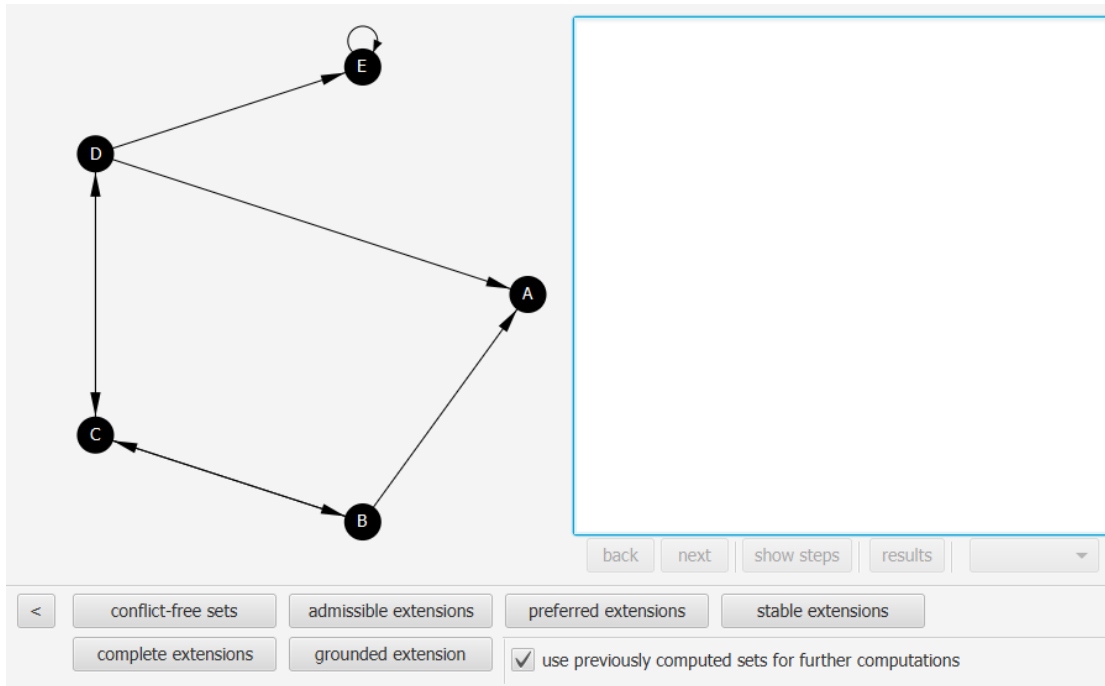 E
D
A
C
B
back next show steps results
< conflict-free sets admissible extensions preferred extensions stable extensions
complete extensions grounded extension use previously computed sets for further computations